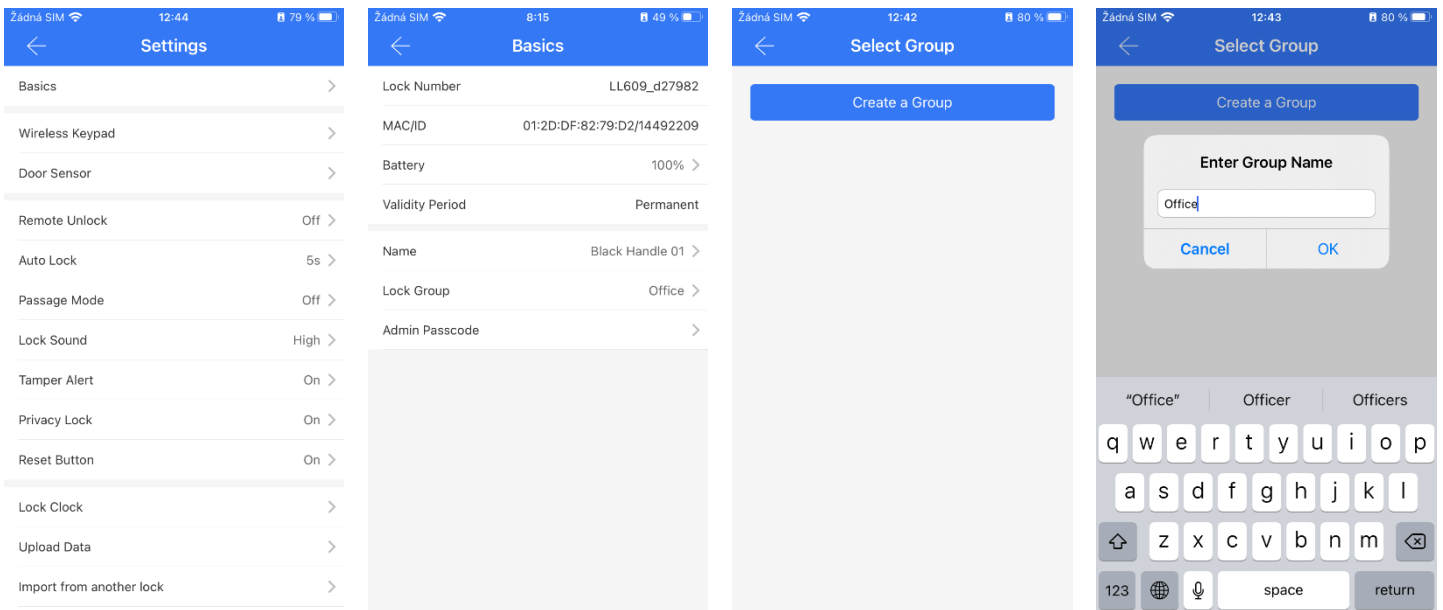 Žádná SIM 12:44 79 %
Settings
Basics
Wireless Keypad
Door Sensor
Remote Unlock Off
Auto Lock 5s
Passage Mode Off
Lock Sound High
Tamper Alert On
Privacy Lock On
Reset Button On
Lock Clock
Upload Data
Import from another lock
Žádná SIM 8:15 49 %
Basics
Lock Number LL609_d27982
MAC/ID 01:2D:DF:82:79:D2/14492209
Battery 100%
Validity Period Permanent
Name Black Handle 01
Lock Group Office
Admin Passcode
Žádná SIM 12:42 80 %
Select Group
Create a Group
Žádná SIM 12:43 80 %
Select Group
Create a Group
Enter Group Name
Office
Cancel OK
“Office” Officer Officers
q w e r t y u i o p
a s d f g h j k l
z x c v b n m
123 space return